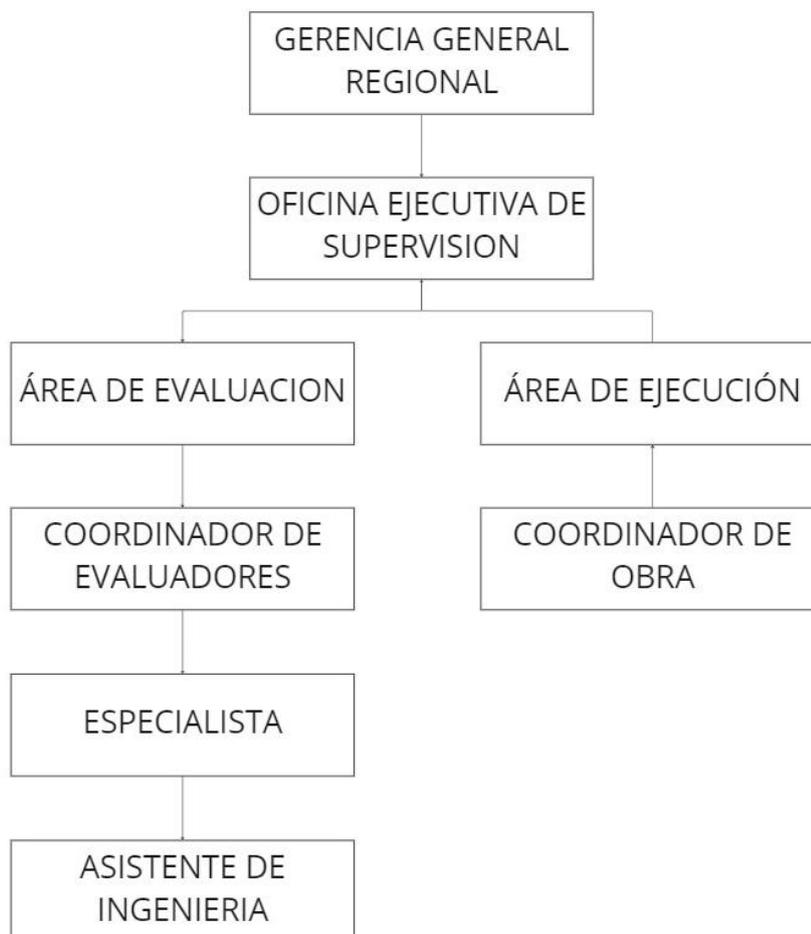 GERENCIA GENERAL
REGIONAL
OFICINA EJECUTIVA DE
SUPERVISION
ÁREA DE EVALUACION
ÁREA DE EJECUCIÓN
COORDINADOR DE
EVALUADORES
COORDINADOR DE
OBRA
ESPECIALISTA
ASISTENTE DE
INGENIERIA